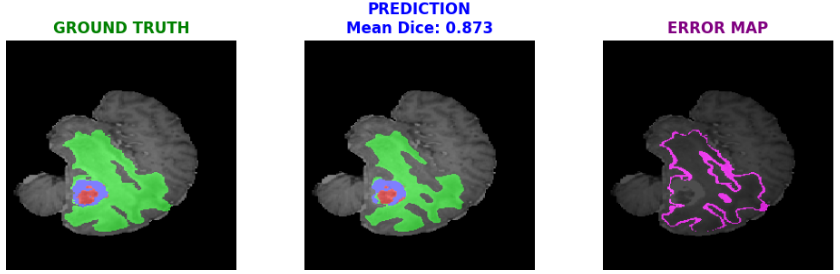 GROUND TRUTH
PREDICTION
Mean Dice: 0.873
ERROR MAP